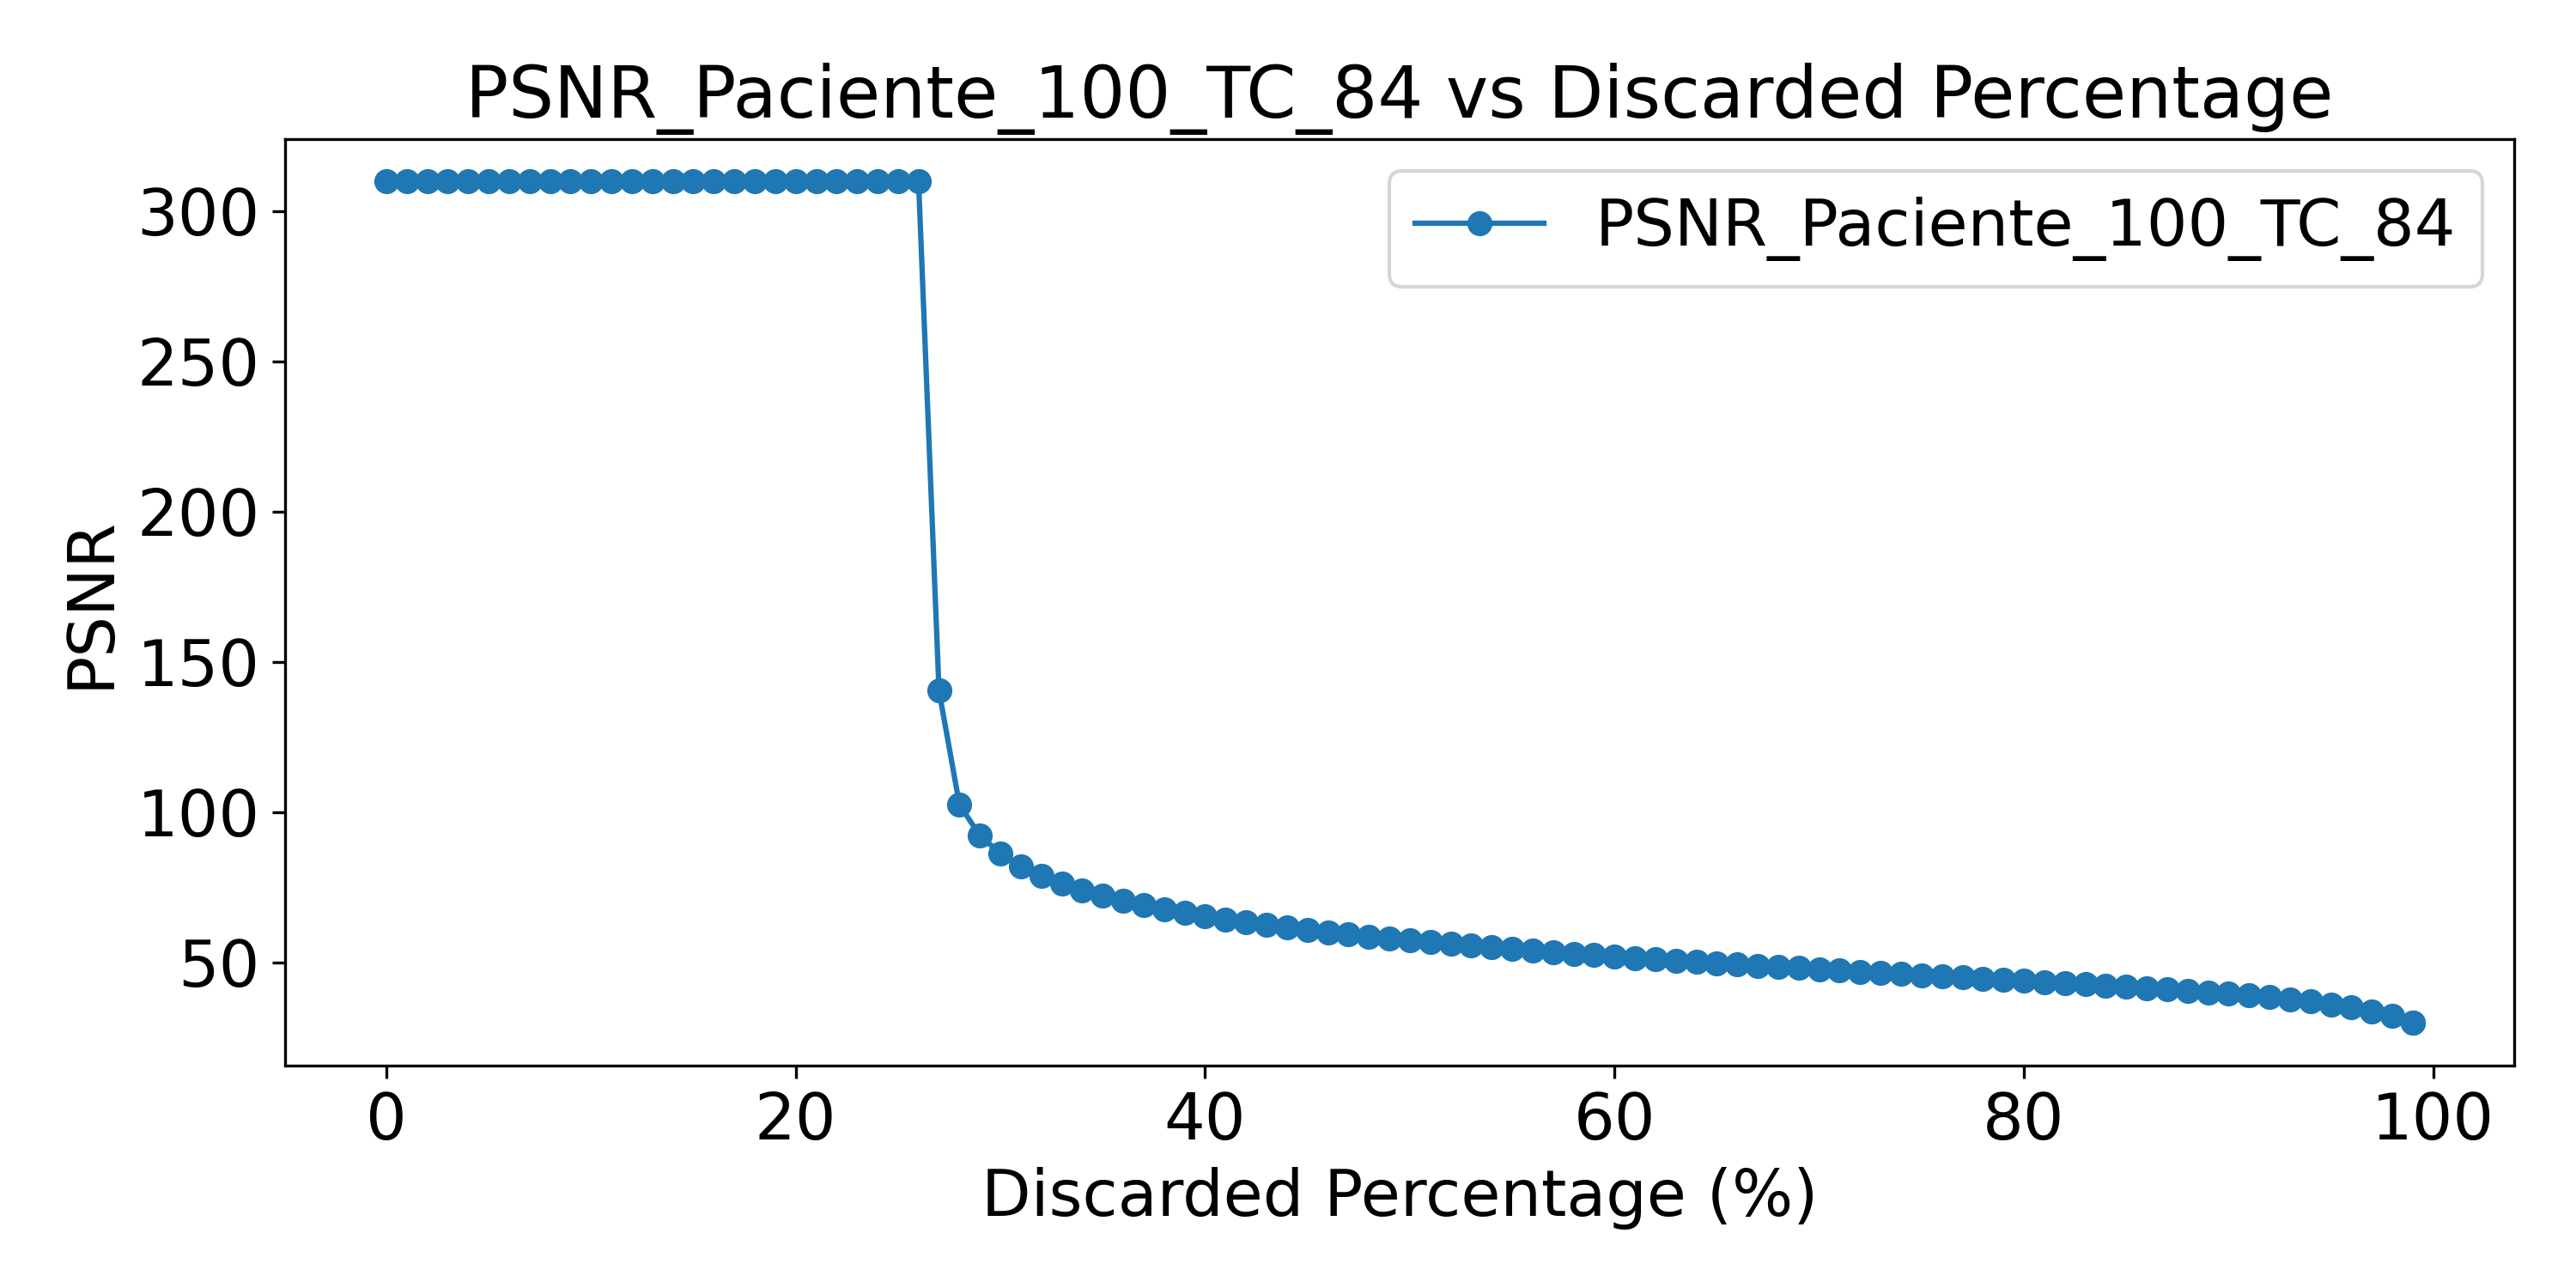 PSNR_Paciente_100_TC_84 vs Discarded Percentage
PSNR_Paciente_100_TC_84
PSNR
300
250
200
150
100
50
0 20 40 60 80 100
Discarded Percentage (%)